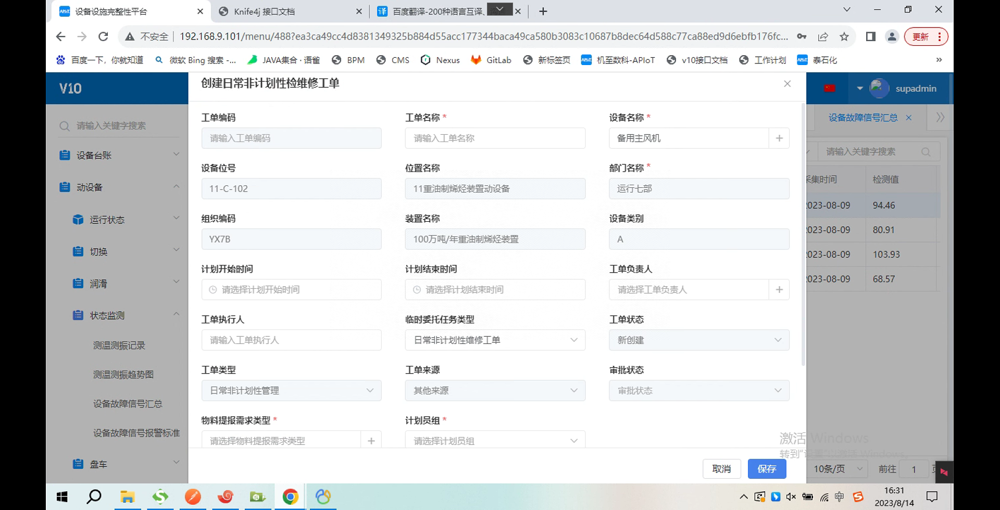 设备设施完整性平台
Knife4j 接口文档
百度翻译-200种语言互译、
不安全
192.168.9.101/menu/488?ea3ca49cc4d8381349325b884d55acc177344baca49ca580b3083c10687b8dec64d588c77ca88ed9d6ebfb176fc...
更新
百度一下，你就知道
微软 Bing 搜索 -...
JAVA集合 · 语雀
BPM
CMS
Nexus
GitLab
新标签页
机至数科-APIoT
v10接口文档
工作计划
泰石化
V10
创建日常非计划性检维修工单
supadmin
请输入关键字搜索
设备台账
动设备
运行状态
切换
润滑
状态监测
测温测振记录
测温测振趋势图
设备故障信号汇总
设备故障信号报警标准
盘车
工单编码
工单名称 *
设备名称 *
请输入工单编码
请输入工单名称
备用主风机
设备位号
位置名称
部门名称 *
11-C-102
11重油制烯烃装置动设备
运行七部
组织编码
装置名称
设备类别
YX7B
100万吨/年重油制烯烃装置
A
计划开始时间
计划结束时间
工单负责人
请选择计划开始时间
请选择计划结束时间
请选择工单负责人
工单执行人
临时委托任务类型
工单状态
请输入工单执行人
日常非计划性维修工单
新创建
工单类型
工单来源
审批状态
日常非计划性管理
其他来源
审批状态
物料提报需求类型 *
计划员组 *
请选择物料提报需求类型
请选择计划员组
取消
保存
设备故障信号汇总
请输入关键字搜索
采集时间
检测值
2023-08-09
94.46
2023-08-09
80.91
2023-08-09
103.93
2023-08-09
68.57
激活 Windows
转到“设置”以激活 Windows。
10条/页
前往
1
中
16:31
2023/8/14